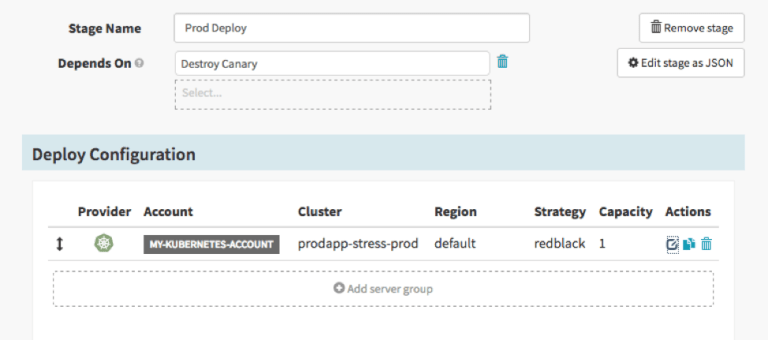 Stage Name Prod Deploy Remove stage
Depends On Destroy Canary Edit stage as JSON
Select...
Deploy Configuration
Provider Account Cluster Region Strategy Capacity Actions
MY-KUBERNETES-ACCOUNT prodapp-stress-prod default redblack 1
Add server group